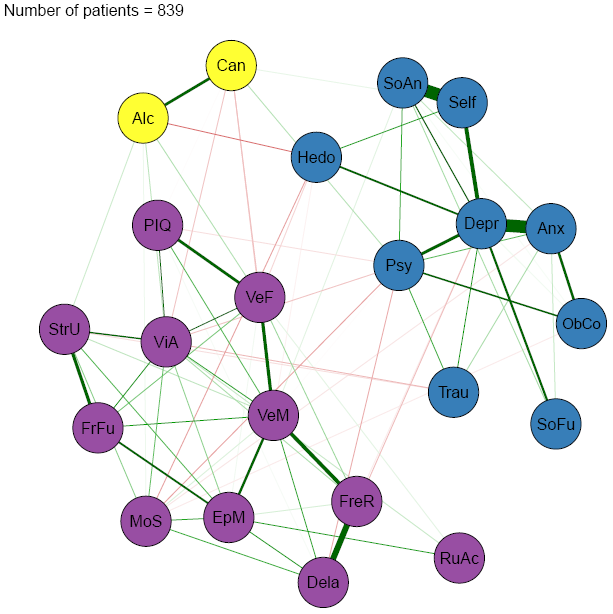 Number of patients = 839
Can
SoAn
Self
Alc
Hedo
PIQ
Depr
Anx
Psy
VeF
ObCo
StrU
ViA
Trau
VeM
SoFu
FrFu
FreR
MoS
EpM
RuAc
Dela